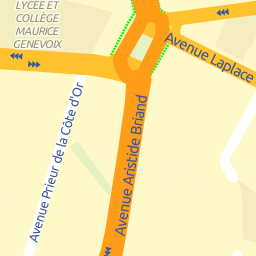 LYCÉE ET
COLLÈGE
MAURICE
GENEVOIX
Avenue Laplace
Avenue Prieur de la Côte d'Or
Avenue Aristide Briand